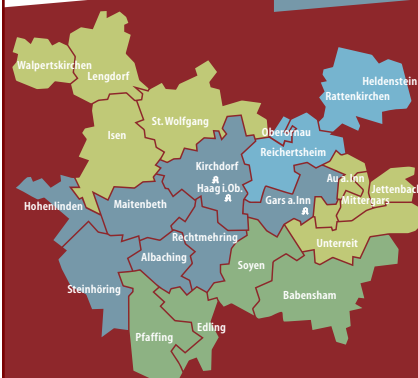 Walpertskirchen
Lengdorf
Heldenstein
Rattenkirchen
St. Wolfgang
Isen
Oberornau
Reichertsheim
Kirchdorf
Haag i.Ob.
Au a.Inn
Jettenbach
Hohenlinden
Maitenbeth
Gars a.Inn
Mittergars
Rechtmehring
Unterreit
Albaching
Soyen
Steinhöring
Babensham
Edling
Pfaffing